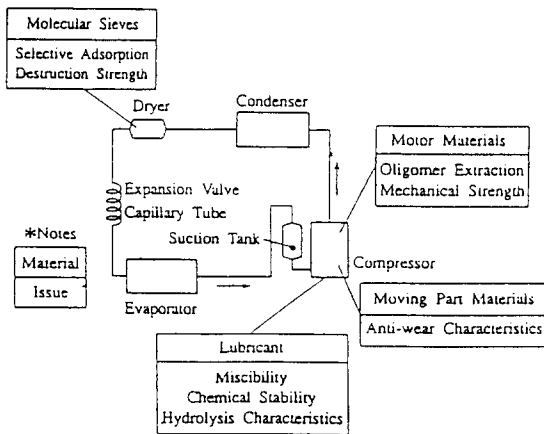 Molecular Sieves
Selective Adsorption
Destruction Strength
Dryer
Condenser
Motor Materials
Oligomer Extraction
Mechanical Strength
Expansion Valve
Capillary Tube
*Notes
Material
Issue
Suction Tank
Compressor
Evaporator
Moving Part Materials
Anti-wear Characteristics
Lubricant
Miscibility
Chemical Stability
Hydrolysis Characteristics